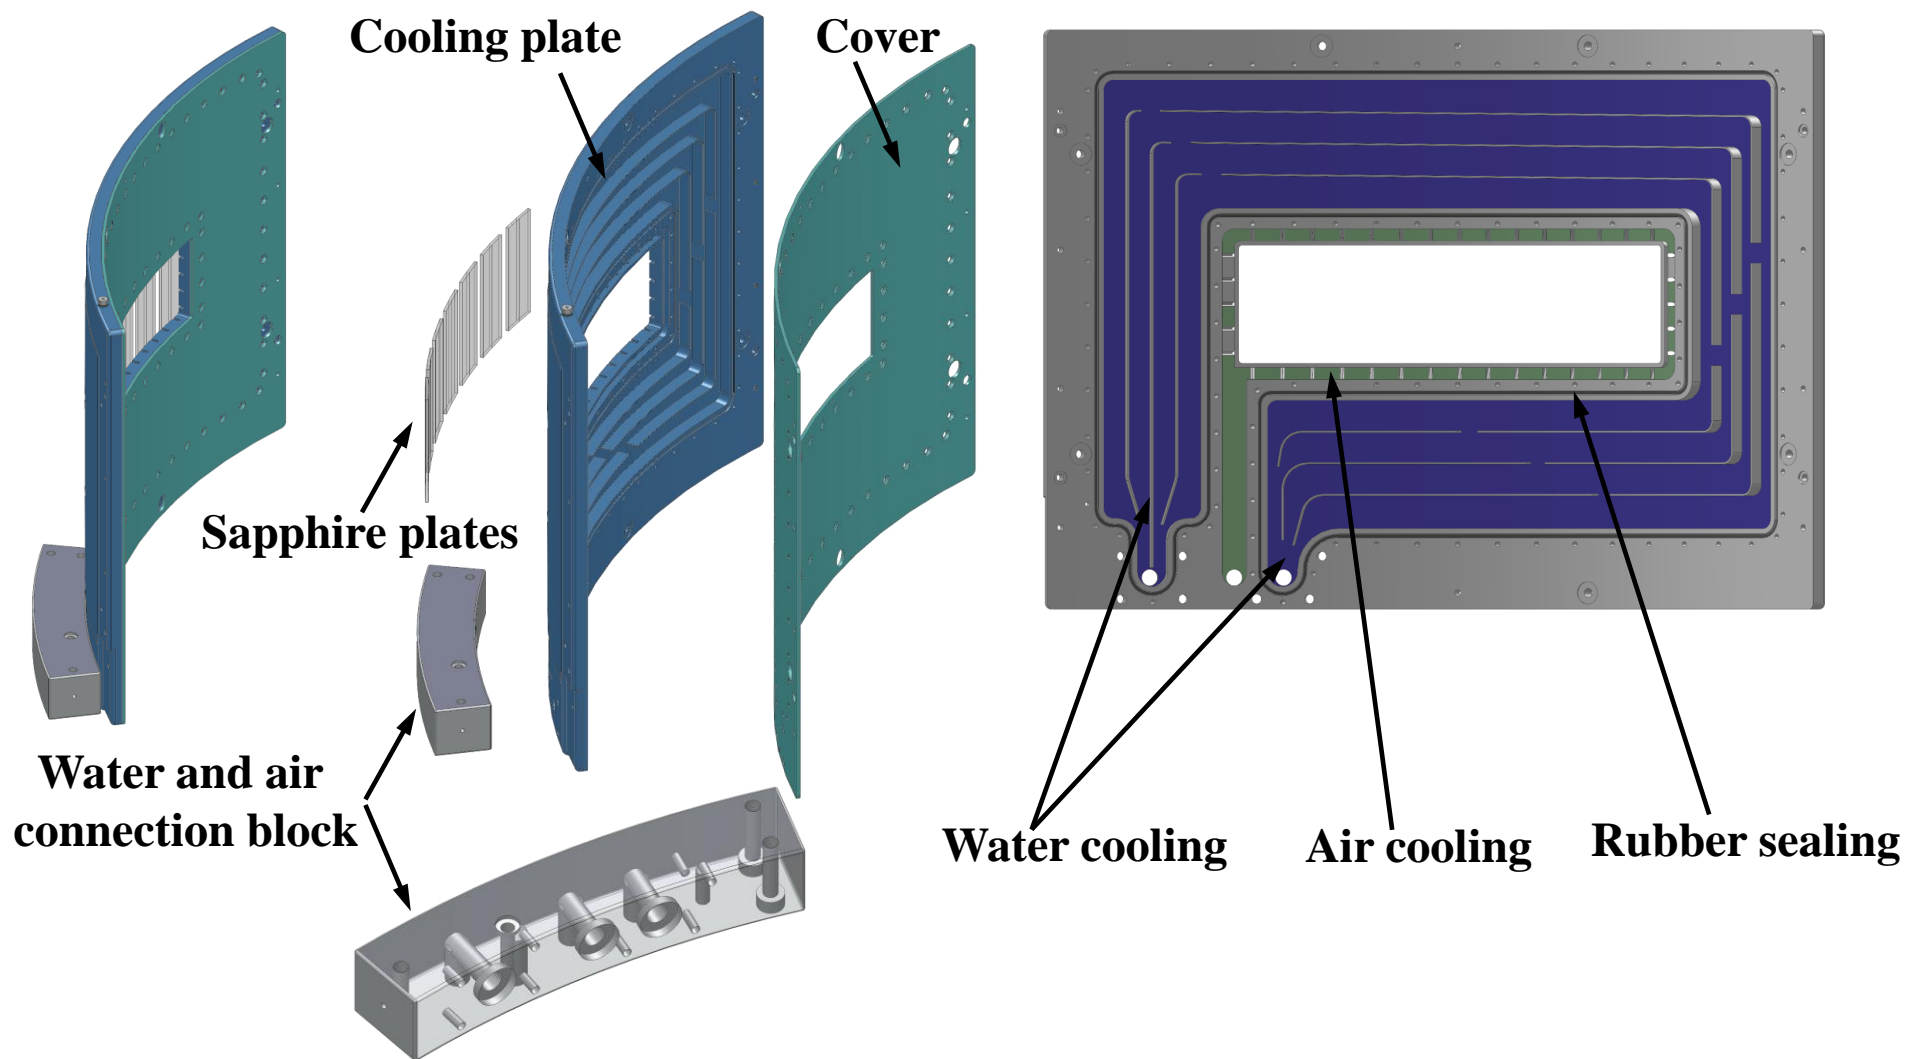 Cooling plate
Cover
Sapphire plates
Water and air
connection block
Water cooling
Air cooling
Rubber sealing